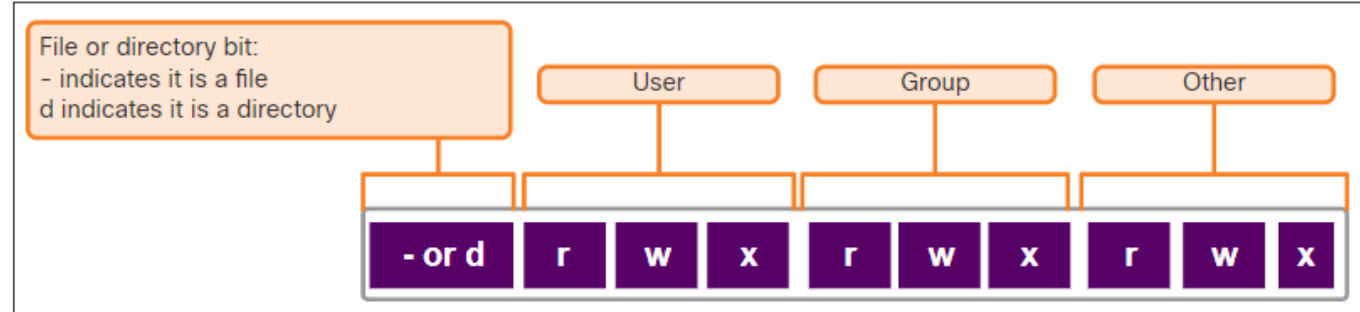 File or directory bit:
- indicates it is a file
d indicates it is a directory
User
Group
Other
- or d r w x r w x r w x